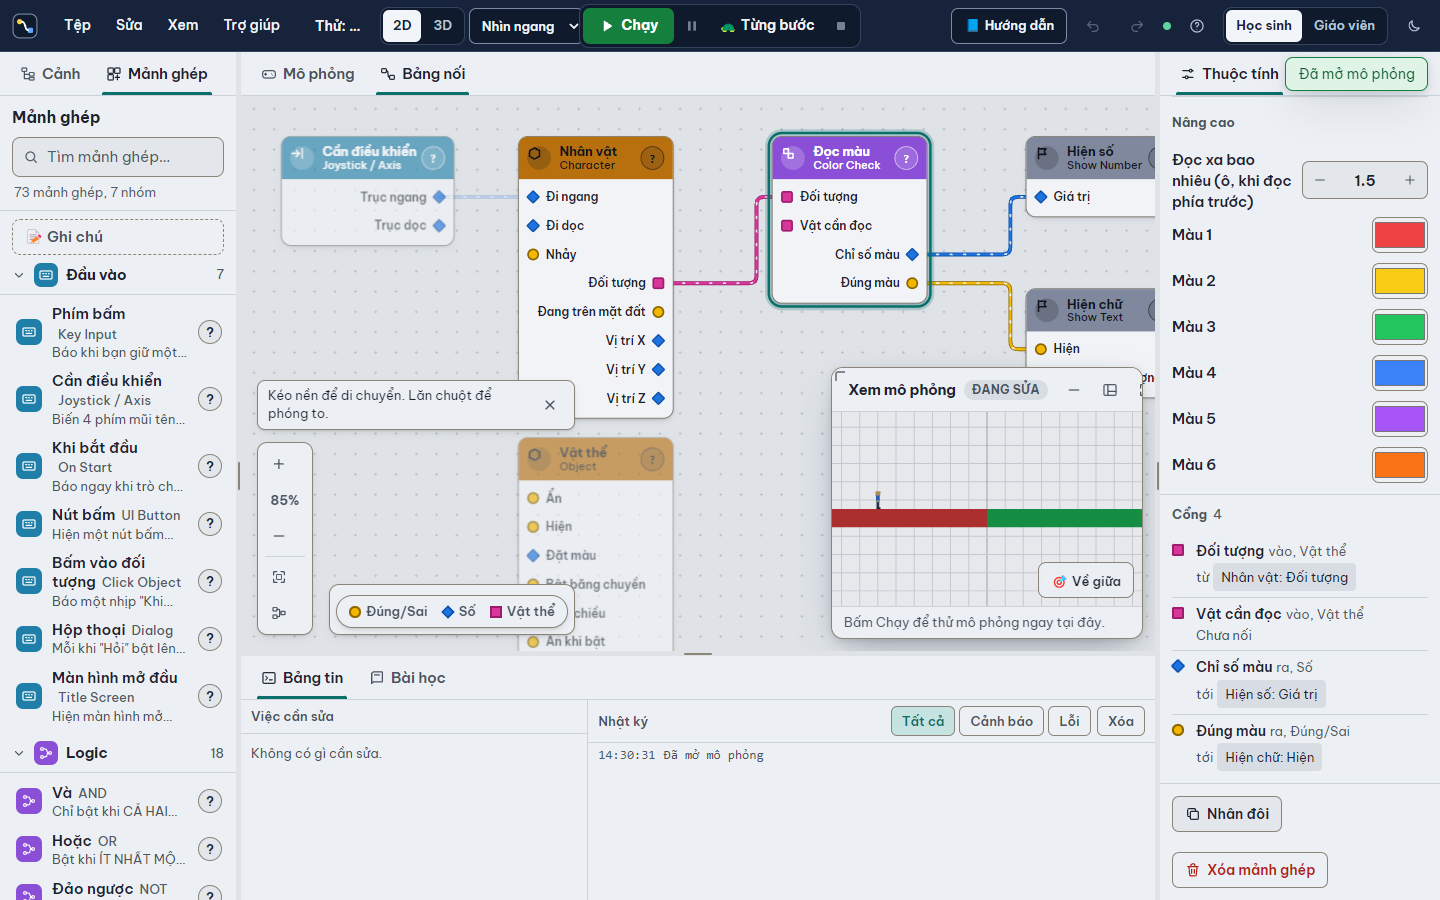 Tệp
Sửa
Xem
Trợ giúp
Thử: ...
2D
3D
Nhìn ngang
Chạy
Từng bước
Hướng dẫn
Học sinh
Giáo viên
Cảnh
Mảnh ghép
Mô phỏng
Bảng nối
Thuộc tính
Đã mở mô phỏng
Mảnh ghép
Tìm mảnh ghép...
73 mảnh ghép, 7 nhóm
Ghi chú
Đầu vào
7
Phím bấm
Key Input
Báo khi bạn giữ một...
?
Cần điều khiển
Joystick / Axis
Biến 4 phím mũi tên...
?
Khi bắt đầu
On Start
Báo ngay khi trò ch...
?
Nút bấm UI Button
Hiện một nút bấm...
?
Bấm vào đối
tượng Click Object
Báo một nhịp "Khi...
?
Hộp thoại Dialog
Mỗi khi "Hỏi" bật lên...
?
Màn hình mở đầu
Title Screen
Hiện màn hình mở...
?
Logic
18
Và AND
Chỉ bật khi CẢ HAI...
?
Hoặc OR
Bật khi ÍT NHẤT MỘ...
?
Đảo ngược NOT
?
Cần điều khiển
Joystick / Axis
?
Trục ngang
Trục dọc
Nhân vật
Character
?
Đi ngang
Đi dọc
Nhảy
Đối tượng
Đang trên mặt đất
Vị trí X
Vị trí Y
Vị trí Z
Đọc màu
Color Check
?
Đối tượng
Vật cần đọc
Chỉ số màu
Đúng màu
Hiện số
Show Number
Giá trị
Hiện chữ
Show Text
Hiện
Kéo nền để di chuyển. Lăn chuột để
phóng to.
85%
Vật thể
Object
?
Ẩn
Hiện
Đặt màu
Bật băng chuyền
chiều
Ẩn khi bật
Đúng/Sai
Số
Vật thể
Xem mô phỏng
ĐANG SỬA
Về giữa
Bấm Chạy để thử mô phỏng ngay tại đây.
Bảng tin
Bài học
Việc cần sửa
Không có gì cần sửa.
Nhật ký
Tất cả
Cảnh báo
Lỗi
Xóa
14:30:31 Đã mở mô phỏng
Nâng cao
Đọc xa bao
nhiêu (ô, khi đọc
phía trước)
1.5
Màu 1
Màu 2
Màu 3
Màu 4
Màu 5
Màu 6
Cổng 4
Đối tượng vào, Vật thể
từ Nhân vật: Đối tượng
Vật cần đọc vào, Vật thể
Chưa nối
Chỉ số màu ra, Số
tới Hiện số: Giá trị
Đúng màu ra, Đúng/Sai
tới Hiện chữ: Hiện
Nhân đôi
Xóa mảnh ghép